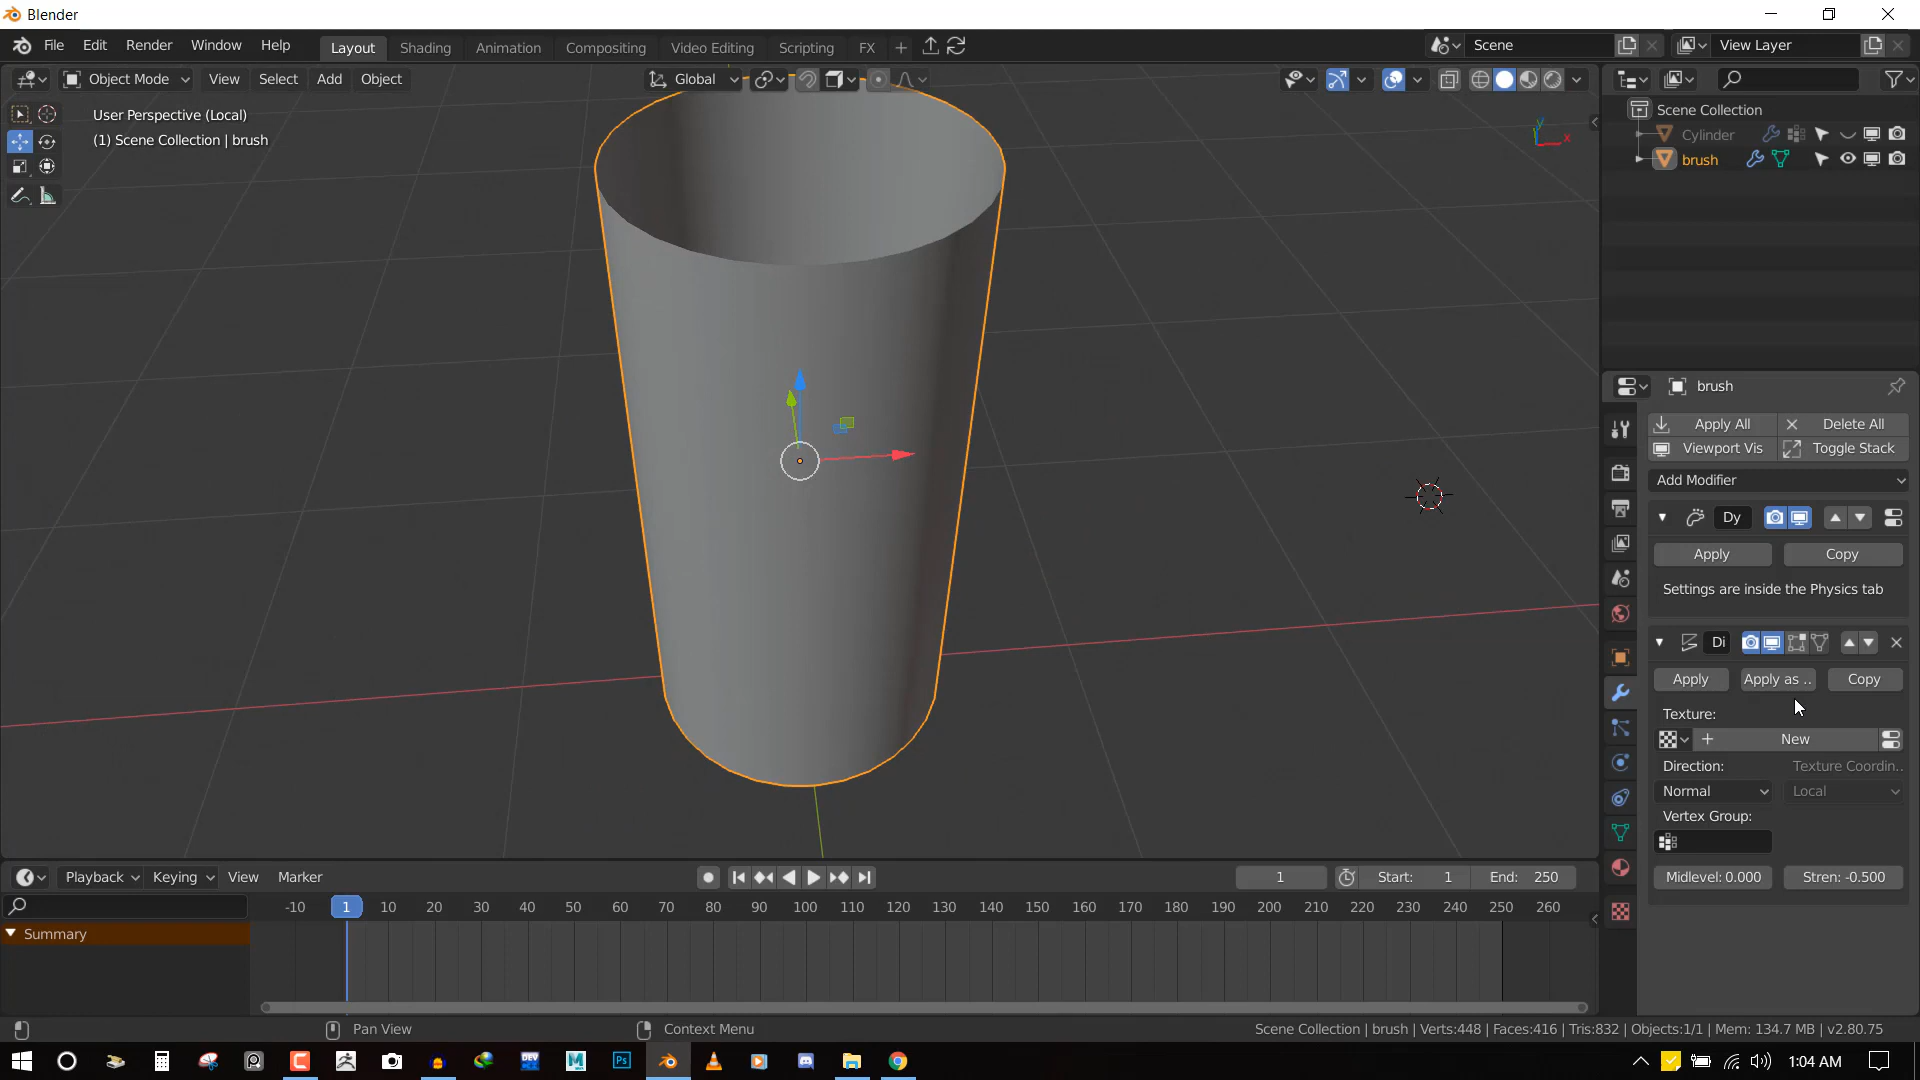 Blender
File Edit Render Window Help Layout Shading Animation Compositing Texture Paint Video Editing Scripting FX + Scene View Layer
Object Mode View Select Add Object Global
User Perspective (Local)
(1) Scene Collection | brush
Y
X
Scene Collection
Cylinder
brush
brush
Apply All Delete All
Viewport Vis Toggle Stack
Add Modifier
Dy
Apply Copy
Settings are inside the Physics tab
Di
Apply Apply as .. Copy
Texture:
+ New
Direction: Texture Coordin..
Normal Local
Vertex Group:
Midlevel: 0.000 Stren: -0.500
Playback Keying View Marker 1 Start: 1 End: 250
-10 1 10 20 30 40 50 60 70 80 90 100 110 120 130 140 150 160 170 180 190 200 210 220 230 240 250 260
Summary
Pan View Context Menu Scene Collection | brush | Verts:448 | Faces:416 | Tris:832 | Objects:1/1 | Mem: 134.7 MB | v2.80.75
1:04 AM